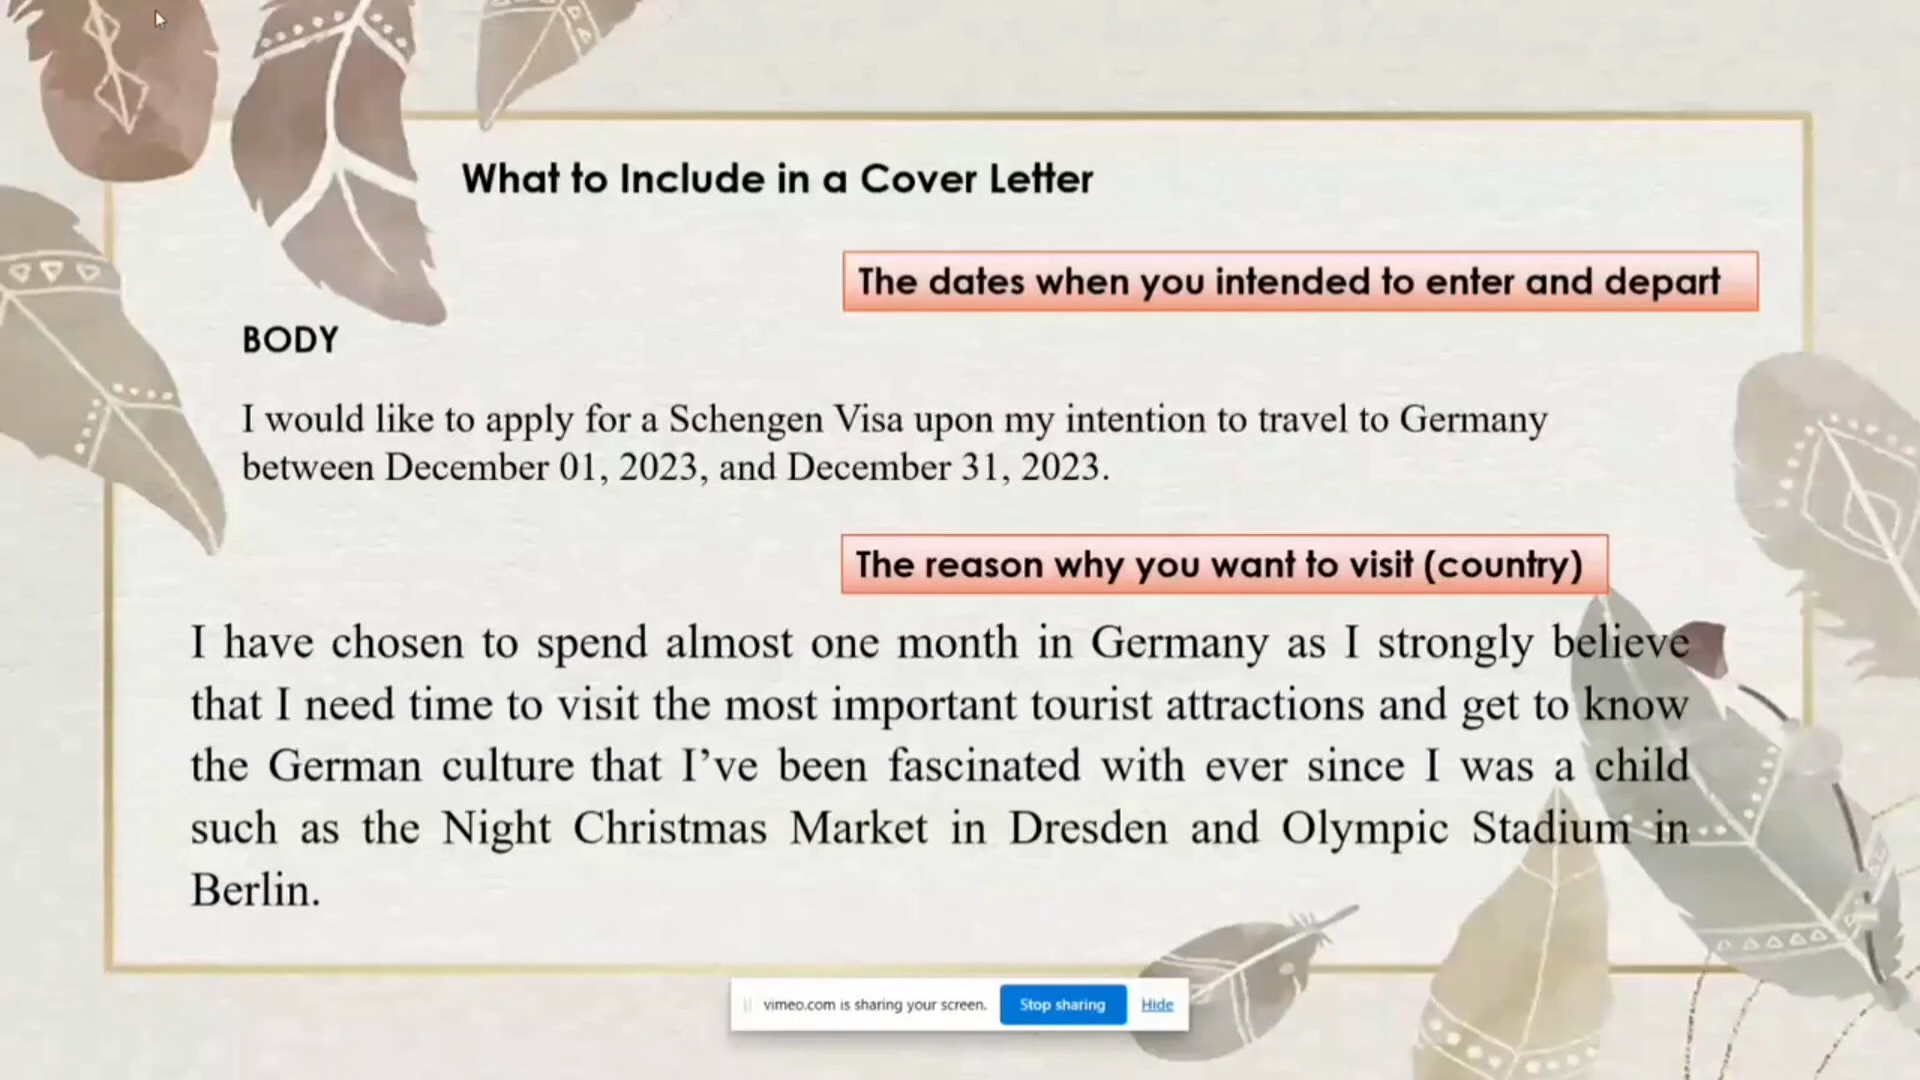 What to Include in a Cover Letter
The dates when you intended to enter and depart
BODY
I would like to apply for a Schengen Visa upon my intention to travel to Germany
between December 01, 2023, and December 31, 2023.
The reason why you want to visit (country)
I have chosen to spend almost one month in Germany as I strongly believe
that I need time to visit the most important tourist attractions and get to know
the German culture that I’ve been fascinated with ever since I was a child
such as the Night Christmas Market in Dresden and Olympic Stadium in
Berlin.
vimeo.com is sharing your screen. Stop sharing Hide